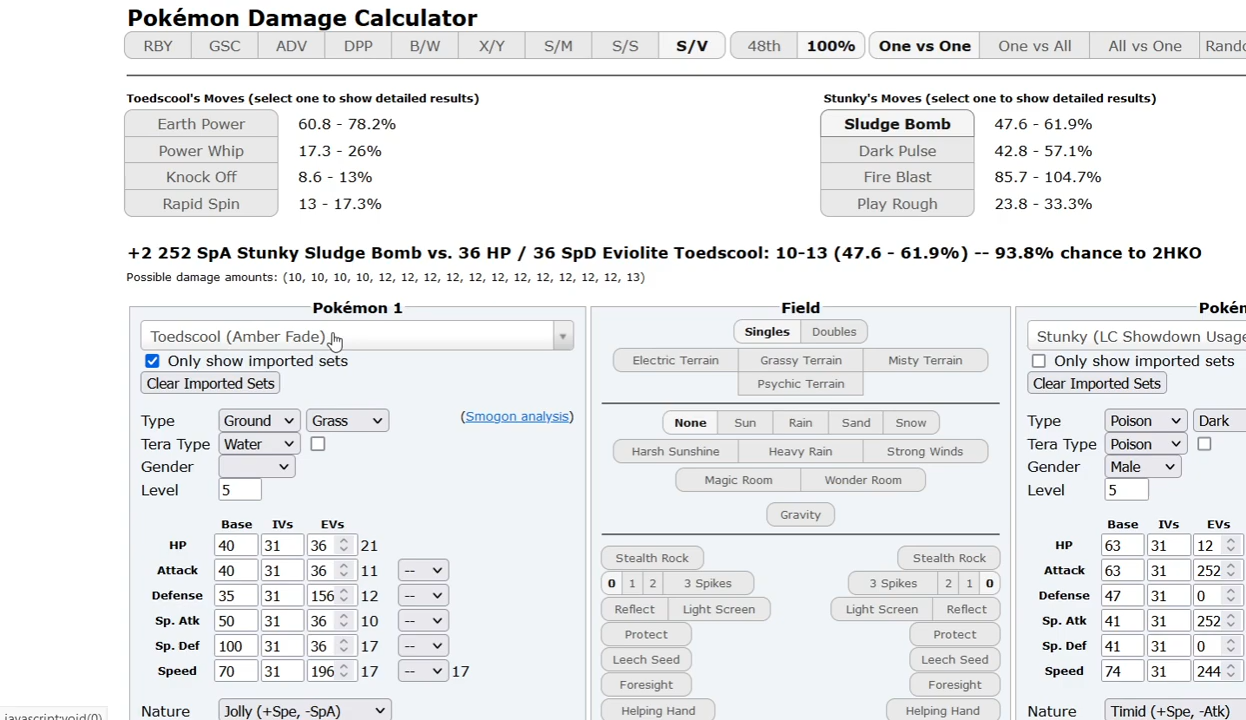 Pokémon Damage Calculator
RBY GSC ADV DPP B/W X/Y S/M S/S S/V 48th 100% One vs One One vs All All vs One Rando
Toedscool's Moves (select one to show detailed results) Stunky's Moves (select one to show detailed results)
Earth Power 60.8 - 78.2% Sludge Bomb 47.6 - 61.9%
Power Whip 17.3 - 26% Dark Pulse 42.8 - 57.1%
Knock Off 8.6 - 13% Fire Blast 85.7 - 104.7%
Rapid Spin 13 - 17.3% Play Rough 23.8 - 33.3%
+2 252 SpA Stunky Sludge Bomb vs. 36 HP / 36 SpD Eviolite Toedscool: 10-13 (47.6 - 61.9%) -- 93.8% chance to 2HKO
Possible damage amounts: (10, 10, 10, 10, 12, 12, 12, 12, 12, 12, 12, 12, 12, 12, 12, 13)
Pokémon 1 Field Pokém
Toedscool (Amber Fade) Singles Doubles Stunky (LC Showdown Usage
Only show imported sets Electric Terrain Grassy Terrain Misty Terrain Only show imported sets
Clear Imported Sets Psychic Terrain Clear Imported Sets
Type Ground Grass (Smogon analysis) None Sun Rain Sand Snow Type Poison Dark
Tera Type Water Harsh Sunshine Heavy Rain Strong Winds Tera Type Poison
Gender Magic Room Wonder Room Gender Male
Level 5 Gravity Level 5
Base IVs EVs Base IVs EVs
HP 40 31 36 21 Stealth Rock Stealth Rock HP 63 31 12
Attack 40 31 36 11 -- 0 1 2 3 Spikes 3 Spikes 2 1 0 Attack 63 31 252
Defense 35 31 156 12 -- Reflect Light Screen Light Screen Reflect Defense 47 31 0
Sp. Atk 50 31 36 10 -- Protect Protect Sp. Atk 41 31 252
Sp. Def 100 31 36 17 -- Leech Seed Leech Seed Sp. Def 41 31 0
Speed 70 31 196 17 -- 17 Foresight Foresight Speed 74 31 244
Nature Jolly (+Spe, -SpA) Helping Hand Helping Hand Nature Timid (+Spe, -Atk)
javascript:void(0)